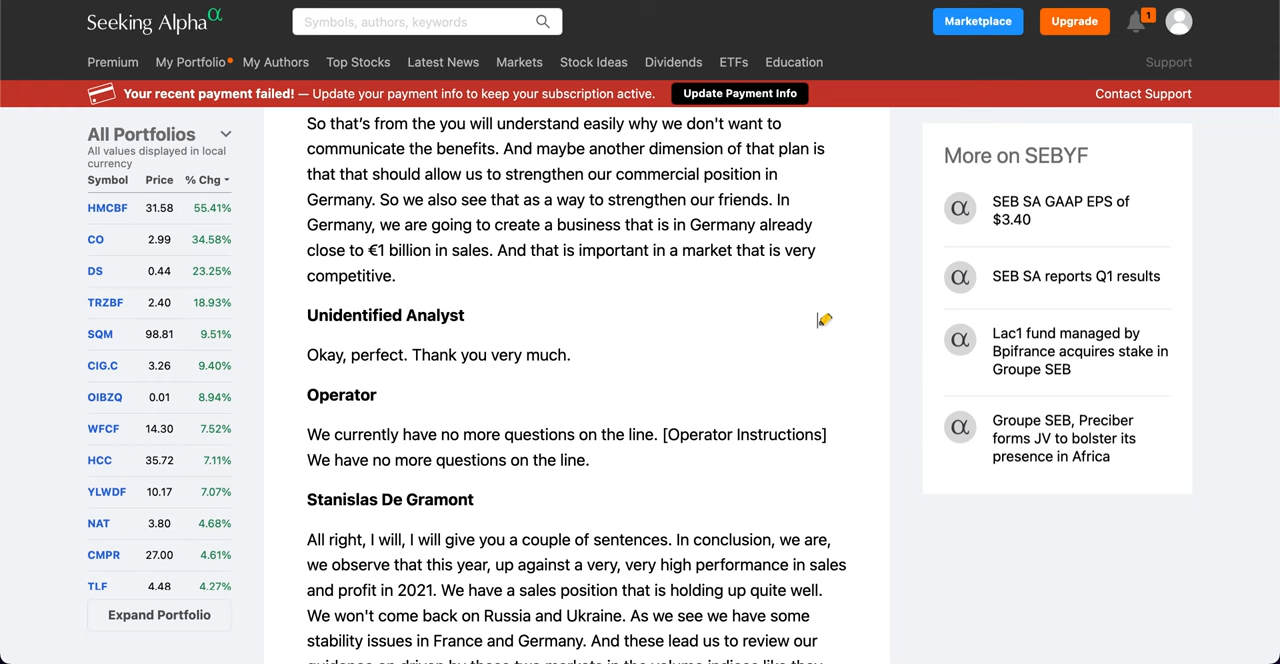 Seeking Alpha α
Symbols, authors, keywords
Marketplace
Upgrade
1
Premium My Portfolio My Authors Top Stocks Latest News Markets Stock Ideas Dividends ETFs Education Support
Your recent payment failed! — Update your payment info to keep your subscription active. Update Payment Info Contact Support
All Portfolios
All values displayed in local
currency
Symbol Price % Chg
HMCBF 31.58 55.41%
CO 2.99 34.58%
DS 0.44 23.25%
TRZBF 2.40 18.93%
SQM 98.81 9.51%
CIG.C 3.26 9.40%
OIBZQ 0.01 8.94%
WFCF 14.30 7.52%
HCC 35.72 7.11%
YLWDF 10.17 7.07%
NAT 3.80 4.68%
CMPR 27.00 4.61%
TLF 4.48 4.27%
Expand Portfolio
So that’s from the you will understand easily why we don't want to
communicate the benefits. And maybe another dimension of that plan is
that that should allow us to strengthen our commercial position in
Germany. So we also see that as a way to strengthen our friends. In
Germany, we are going to create a business that is in Germany already
close to €1 billion in sales. And that is important in a market that is very
competitive.
Unidentified Analyst
Okay, perfect. Thank you very much.
Operator
We currently have no more questions on the line. [Operator Instructions]
We have no more questions on the line.
Stanislas De Gramont
All right, I will, I will give you a couple of sentences. In conclusion, we are,
we observe that this year, up against a very, very high performance in sales
and profit in 2021. We have a sales position that is holding up quite well.
We won't come back on Russia and Ukraine. As we see we have some
stability issues in France and Germany. And these lead us to review our
guidance on driven by these two markets in the volume indices like they
More on SEBYF
α
SEB SA GAAP EPS of
$3.40
α
SEB SA reports Q1 results
α
Lac1 fund managed by
Bpifrance acquires stake in
Groupe SEB
α
Groupe SEB, Preciber
forms JV to bolster its
presence in Africa